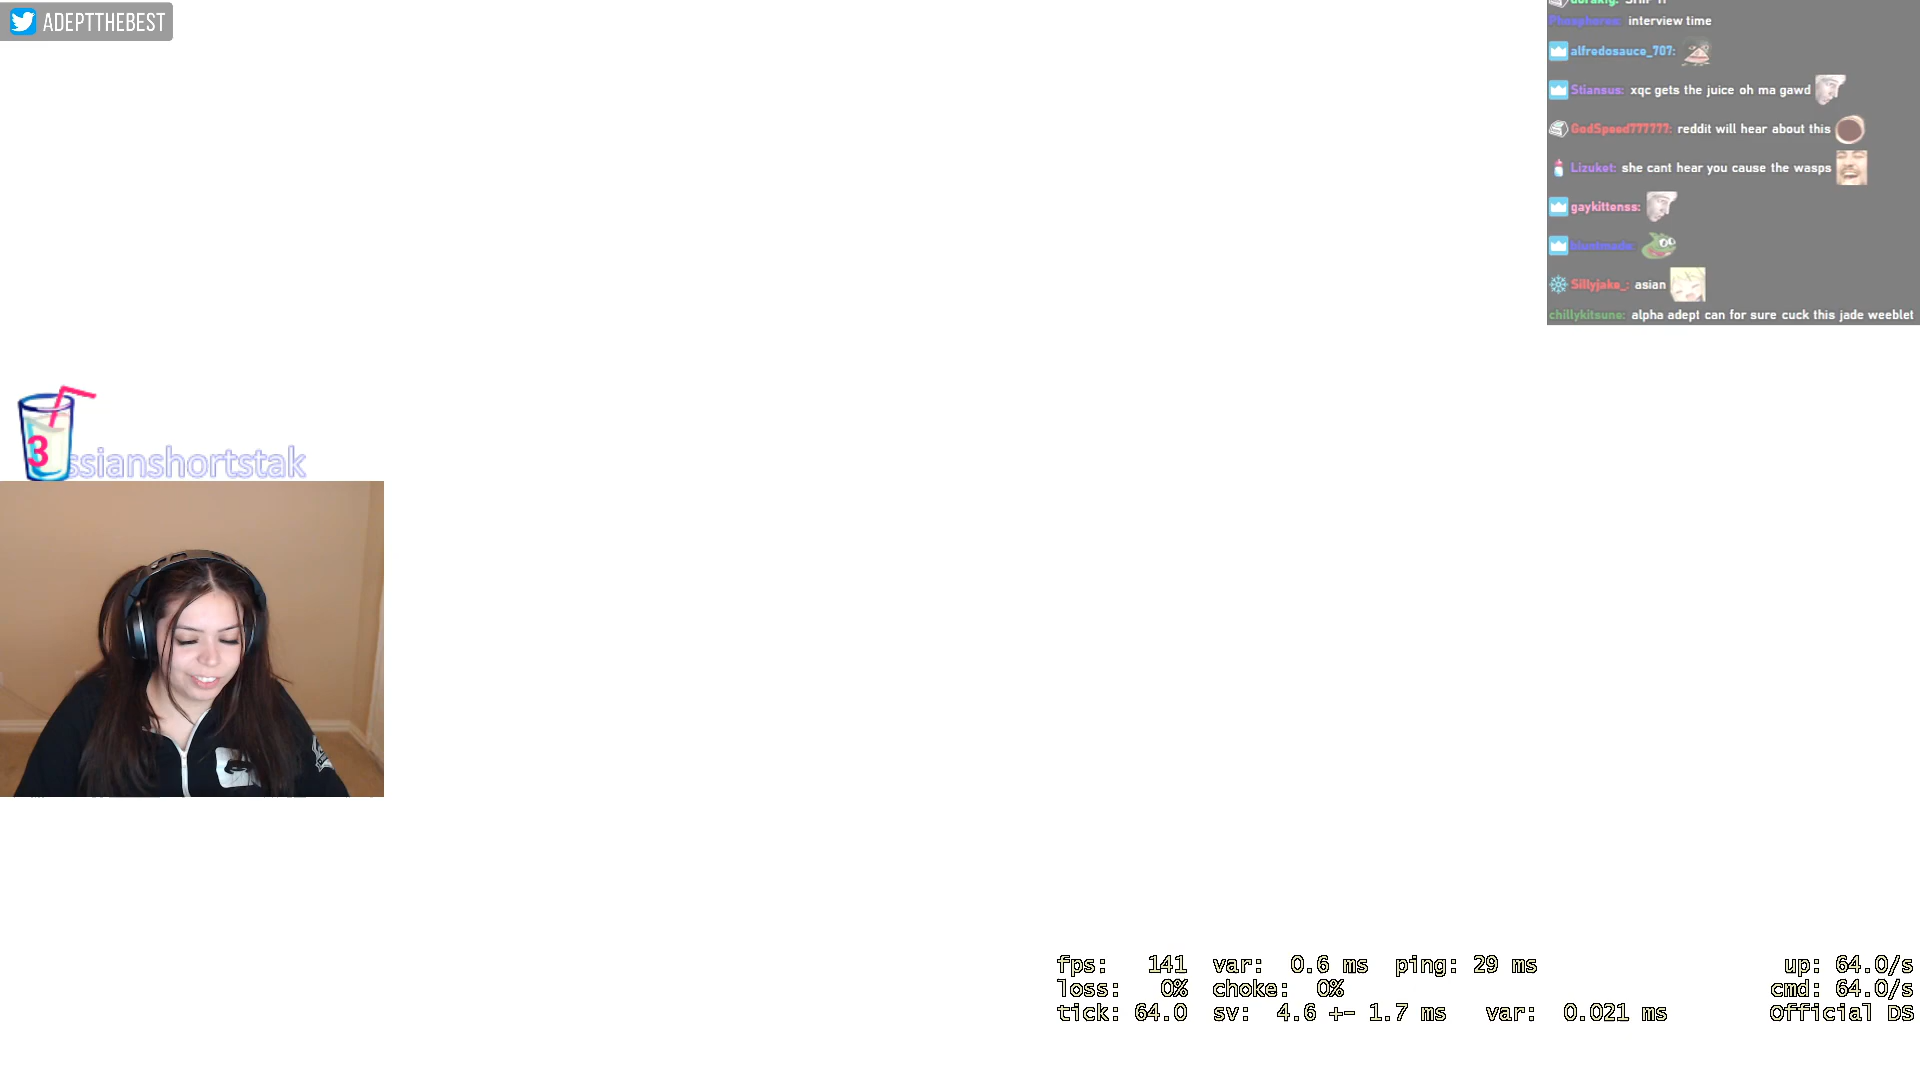 ADEPTTHEBEST
interview time
alfredosauce_707:
Stiansus: xqc gets the juice oh ma gawd
GodSpeed777777: reddit will hear about this
Lizuket: she cant hear you cause the wasps
gaykittenss:
Sillyjake_: asian
chillykitsune: alpha adept can for sure cuck this jade weeblet
3
ssianshortstak
fps: 141 var: 0.6 ms ping: 29 ms up: 64.0/s
loss: 0% choke: 0% cmd: 64.0/s
tick: 64.0 sv: 4.6 +- 1.7 ms var: 0.021 ms Official DS